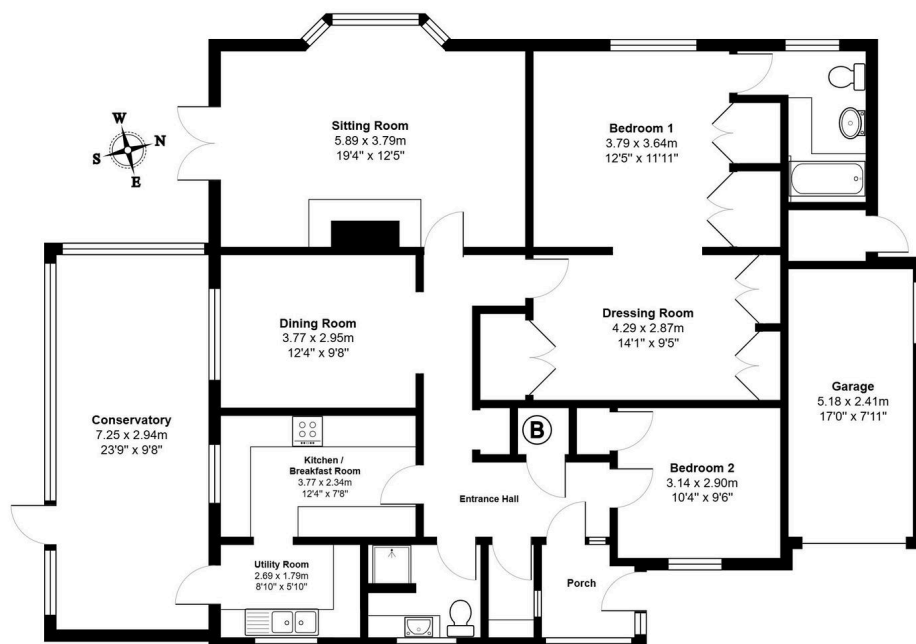 W
N
S
E
Sitting Room
5.89 x 3.79m
19'4" x 12'5"
Bedroom 1
3.79 x 3.64m
12'5" x 11'11"
Dining Room
3.77 x 2.95m
12'4" x 9'8"
Dressing Room
4.29 x 2.87m
14'1" x 9'5"
Conservatory
7.25 x 2.94m
23'9" x 9'8"
Garage
5.18 x 2.41m
17'0" x 7'11"
Kitchen /
Breakfast Room
3.77 x 2.34m
12'4" x 7'8"
B
Bedroom 2
3.14 x 2.90m
10'4" x 9'6"
Entrance Hall
Utility Room
2.69 x 1.79m
8'10" x 5'10"
Porch